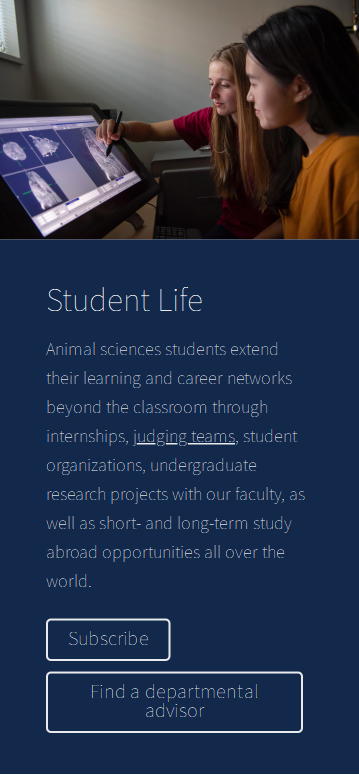 Student Life
Animal sciences students extend
their learning and career networks
beyond the classroom through
internships, judging teams, student
organizations, undergraduate
research projects with our faculty, as
well as short- and long-term study
abroad opportunities all over the
world.
Subscribe
Find a departmental
advisor